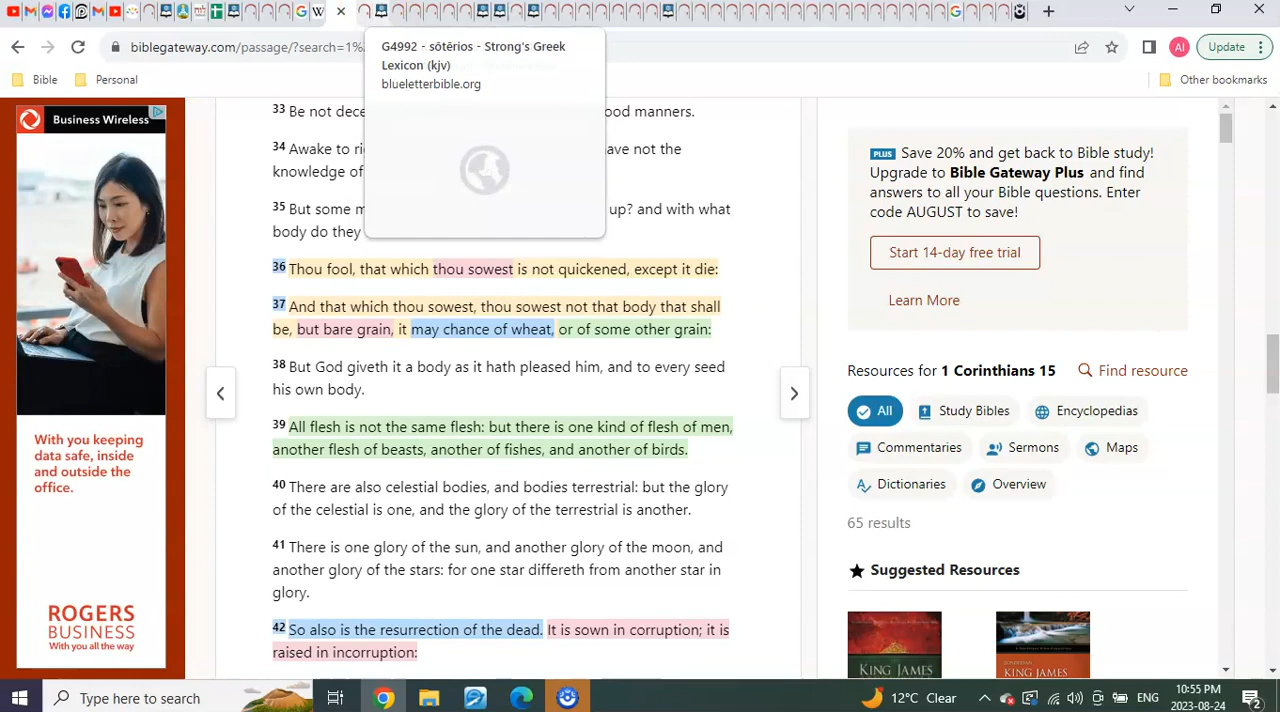 G4992 - sōtērios - Strong's Greek
Lexicon (kjv)
blueletterbible.org
biblegateway.com/passage/?search=1%
AI
Update
Bible
Personal
Other bookmarks
Business Wireless
With you keeping
data safe, inside
and outside the
office.
ROGERS
BUSINESS
With you all the way
33 Be not dece
ood manners.
34 Awake to ri
ave not the
knowledge of
35 But some m
up? and with what
body do they
36 Thou fool, that which thou sowest is not quickened, except it die:
37 And that which thou sowest, thou sowest not that body that shall
be, but bare grain, it may chance of wheat, or of some other grain:
38 But God giveth it a body as it hath pleased him, and to every seed
his own body.
39 All flesh is not the same flesh: but there is one kind of flesh of men,
another flesh of beasts, another of fishes, and another of birds.
40 There are also celestial bodies, and bodies terrestrial: but the glory
of the celestial is one, and the glory of the terrestrial is another.
41 There is one glory of the sun, and another glory of the moon, and
another glory of the stars: for one star differeth from another star in
glory.
42 So also is the resurrection of the dead. It is sown in corruption; it is
raised in incorruption:
PLUS Save 20% and get back to Bible study!
Upgrade to Bible Gateway Plus and find
answers to all your Bible questions. Enter
code AUGUST to save!
Start 14-day free trial
Learn More
Resources for 1 Corinthians 15
Find resource
All
Study Bibles
Encyclopedias
Commentaries
Sermons
Maps
Dictionaries
Overview
65 results
Suggested Resources
KING JAMES
KING JAMES
Type here to search
12°C Clear
ENG
10:55 PM
2023-08-24
2